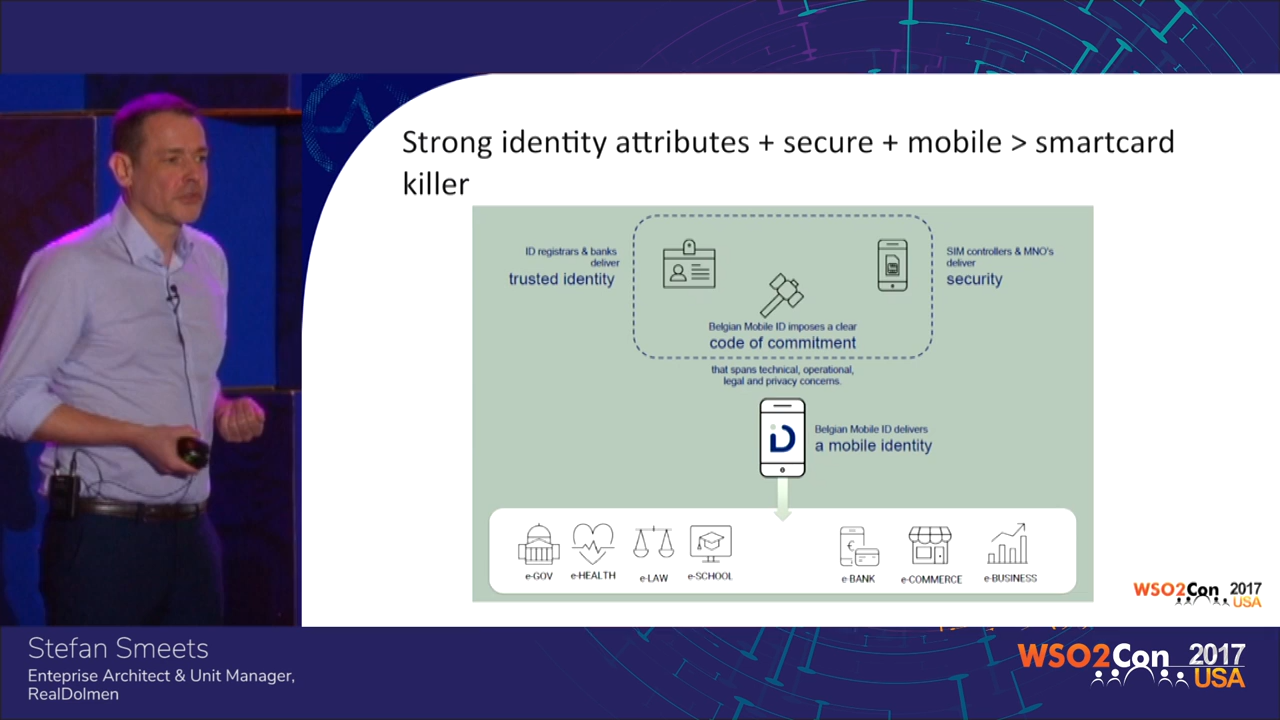 Strong identity attributes + secure + mobile > smartcard
killer
ID registrars & banks
deliver
trusted identity
SIM controllers & MNO's
deliver
security
Belgian Mobile ID imposes a clear
code of commitment
that spans technical, operational,
legal and privacy concerns.
iD
Belgian Mobile ID delivers
a mobile identity
e-GOV
e-HEALTH
e-LAW
e-SCHOOL
€
e-BANK
e-COMMERCE
e-BUSINESS
WSO2Con 2017
USA
Stefan Smeets
Enteprise Architect & Unit Manager,
RealDolmen
WSO2Con 2017
USA